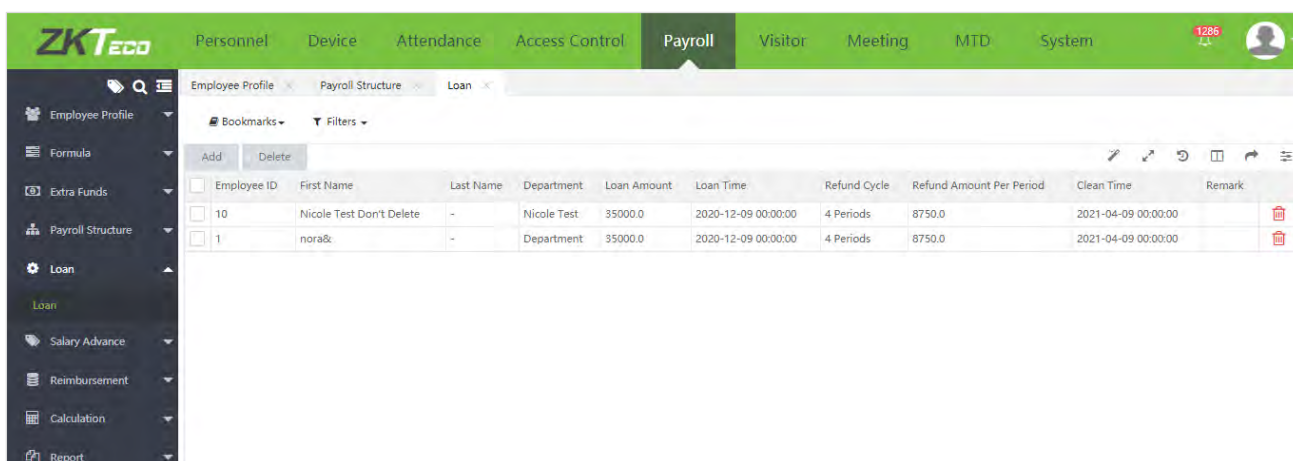 ZKTECO Personnel Device Attendance Access Control Payroll Visitor Meeting MTD System 1286
Employee Profile × Payroll Structure × Loan ×
Employee Profile
Bookmarks Filters
Formula
Add Delete
Employee ID First Name Last Name Department Loan Amount Loan Time Refund Cycle Refund Amount Per Period Clean Time Remark
Extra Funds
10 Nicole Test Don't Delete - Nicole Test 35000.0 2020-12-09 00:00:00 4 Periods 8750.0 2021-04-09 00:00:00
Payroll Structure
1 nora& - Department 35000.0 2020-12-09 00:00:00 4 Periods 8750.0 2021-04-09 00:00:00
Loan
Loan
Salary Advance
Reimbursement
Calculation
Report